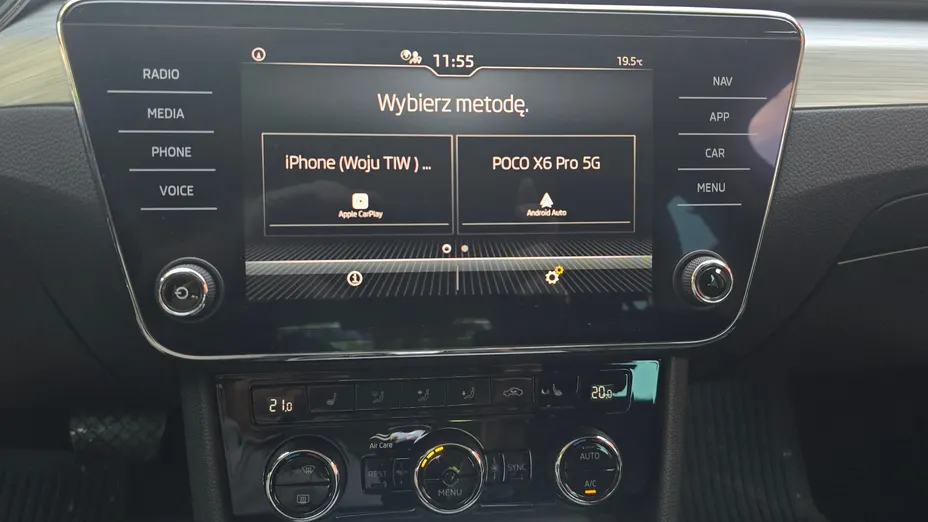 11:55
19.5°C
RADIO
MEDIA
PHONE
VOICE
Wybierz metodę.
iPhone (Woju TIW ) ...
Apple CarPlay
POCO X6 Pro 5G
Android Auto
NAV
APP
CAR
MENU
21.0
20.0
Air Care
REST
MENU
SYNC
AUTO
A/C